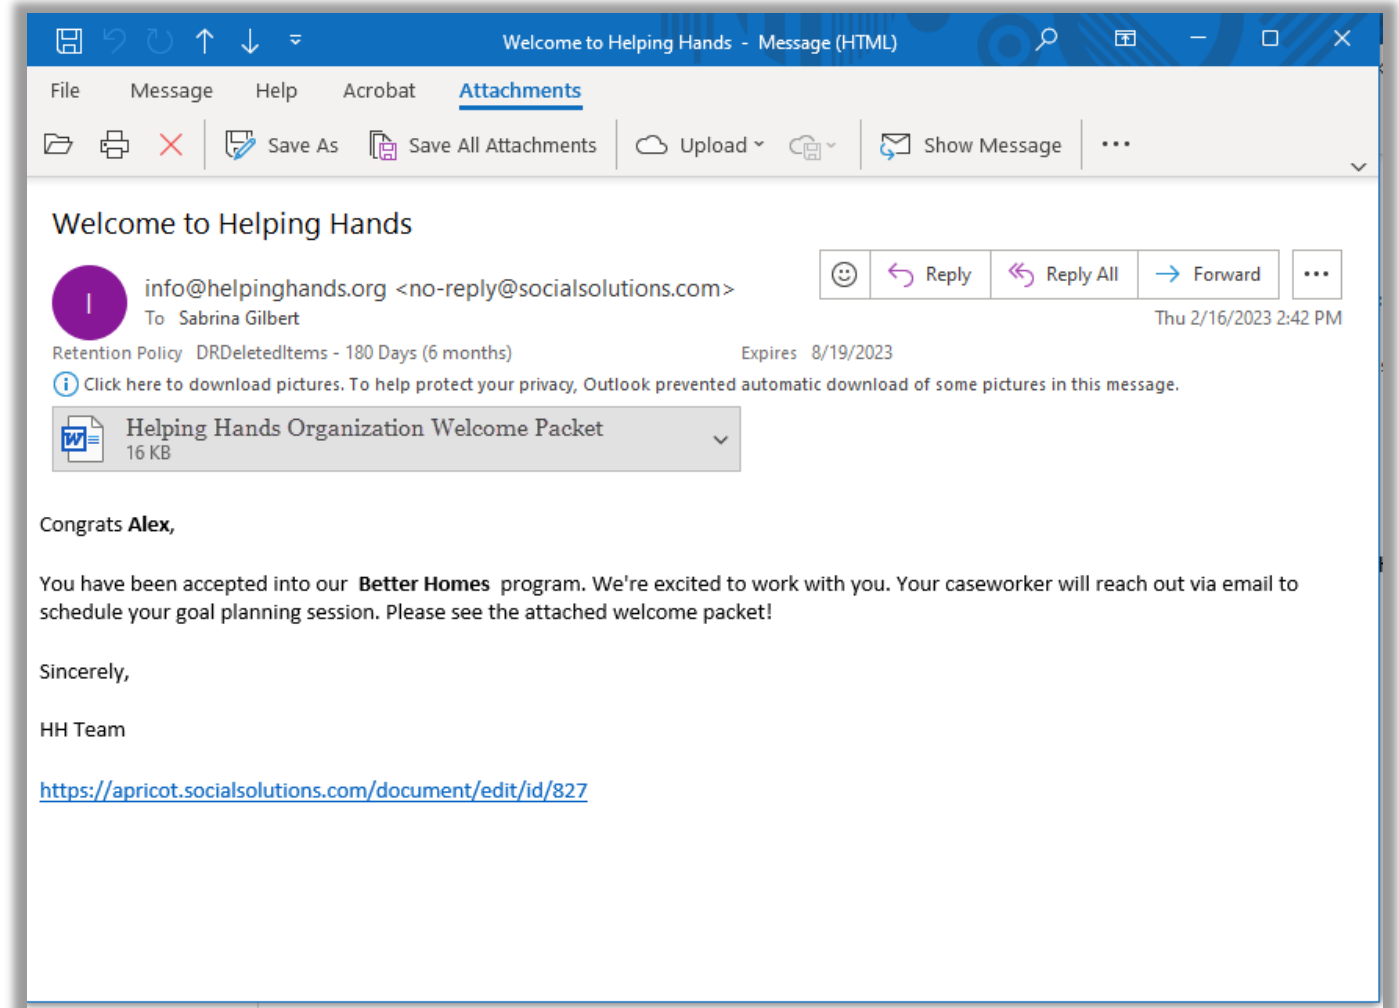 Welcome to Helping Hands - Message (HTML)
File Message Help Acrobat Attachments
Save As Save All Attachments Upload Show Message
Welcome to Helping Hands
I
info@helpinghands.org <no-reply@socialsolutions.com>
Reply Reply All Forward
To Sabrina Gilbert
Thu 2/16/2023 2:42 PM
Retention Policy DRDeletedItems - 180 Days (6 months) Expires 8/19/2023
Click here to download pictures. To help protect your privacy, Outlook prevented automatic download of some pictures in this message.
Helping Hands Organization Welcome Packet
16 KB
Congrats Alex,
You have been accepted into our Better Homes program. We're excited to work with you. Your caseworker will reach out via email to
schedule your goal planning session. Please see the attached welcome packet!
Sincerely,
HH Team
https://apricot.socialsolutions.com/document/edit/id/827